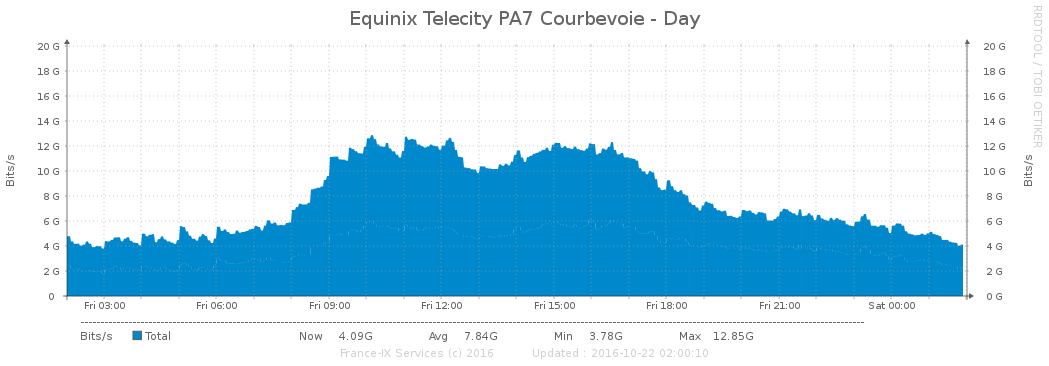 Equinix Telecity PA7 Courbevoie - Day
RRDTOOL / TOBI OETIKER
Bits/s
20 G 20 G
18 G 18 G
16 G 16 G
14 G 14 G
12 G 12 G
10 G 10 G
8 G 8 G
6 G 6 G
4 G 4 G
2 G 2 G
0 0 G
Bits/s
Fri 03:00 Fri 06:00 Fri 09:00 Fri 12:00 Fri 15:00 Fri 18:00 Fri 21:00 Sat 00:00
Bits/s Total Now 4.09G Avg 7.84G Min 3.78G Max 12.85G
France-IX Services (c) 2016 Updated : 2016-10-22 02:00:10